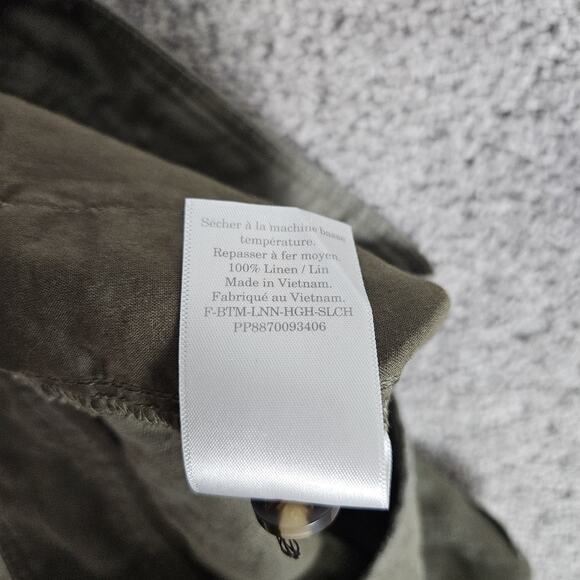 Sécher à la machine basse
température.
Repasser à fer moyen.
100% Linen / Lin
Made in Vietnam.
Fabriqué au Vietnam.
F-BTM-LNN-HGH-SLCH
PP8870093406